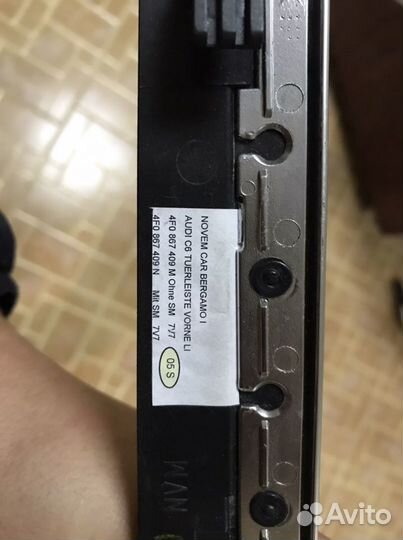 NOVEM CAR BERGAMO I
AUDI C6 TUERLEISTE VORNE LI
4F0 867 409 M Ohne SM 7V7
4F0 867 409 N Mit SM 7V7
05 S
Avito